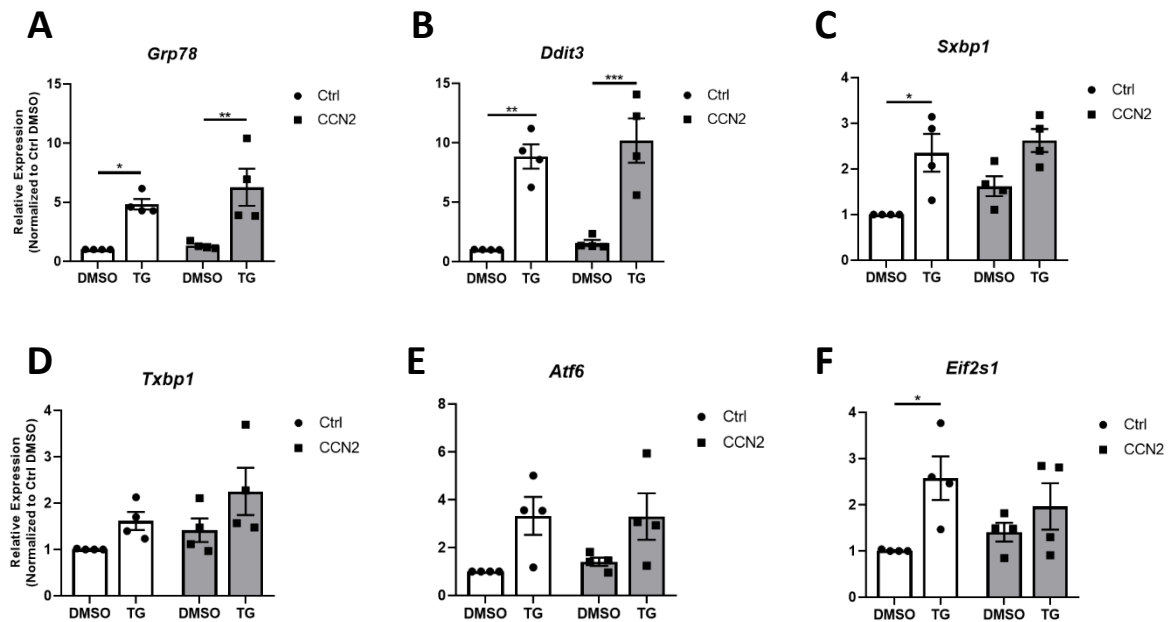 A
Grp78
Relative Expression
(Normalized to Ctrl DMSO)
15
10
5
0
*
**
DMSO TG DMSO TG
Ctrl
CCN2
B
Ddit3
15
10
5
0
**
***
DMSO TG DMSO TG
Ctrl
CCN2
C
Sxbp1
4
3
2
1
0
*
DMSO TG DMSO TG
Ctrl
CCN2
D
Txbp1
Relative Expression
(Normalized to Ctrl DMSO)
4
3
2
1
0
DMSO TG DMSO TG
Ctrl
CCN2
E
Atf6
8
6
4
2
0
DMSO TG DMSO TG
Ctrl
CCN2
F
Eif2s1
4
3
2
1
0
*
DMSO TG DMSO TG
Ctrl
CCN2